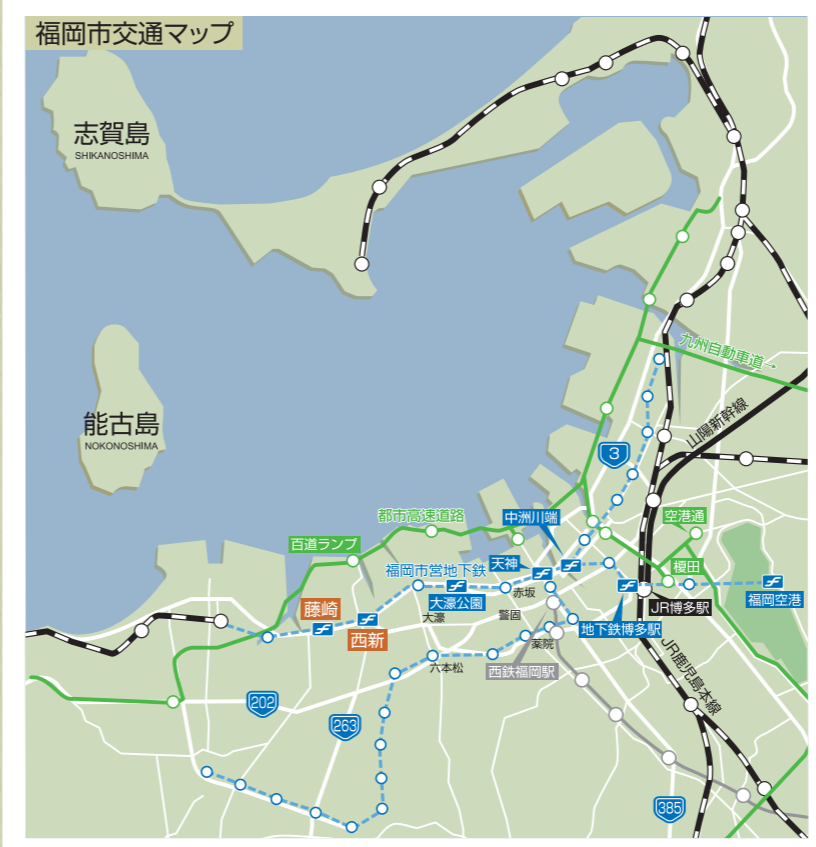 福岡市交通マップ
志賀島
SHIKANOSHIMA
能古島
NOKONOSHIMA
九州自動車道→
山陽新幹線
3
都市高速道路
中洲川端
空港通
百道ランプ
福岡市営地下鉄
天神
榎田
大濠公園
赤坂
福岡空港
藤崎
西新
大濠
警固
地下鉄博多駅
JR博多駅
薬院
六本松
西鉄福岡駅
JR鹿児島本線
202
263
385